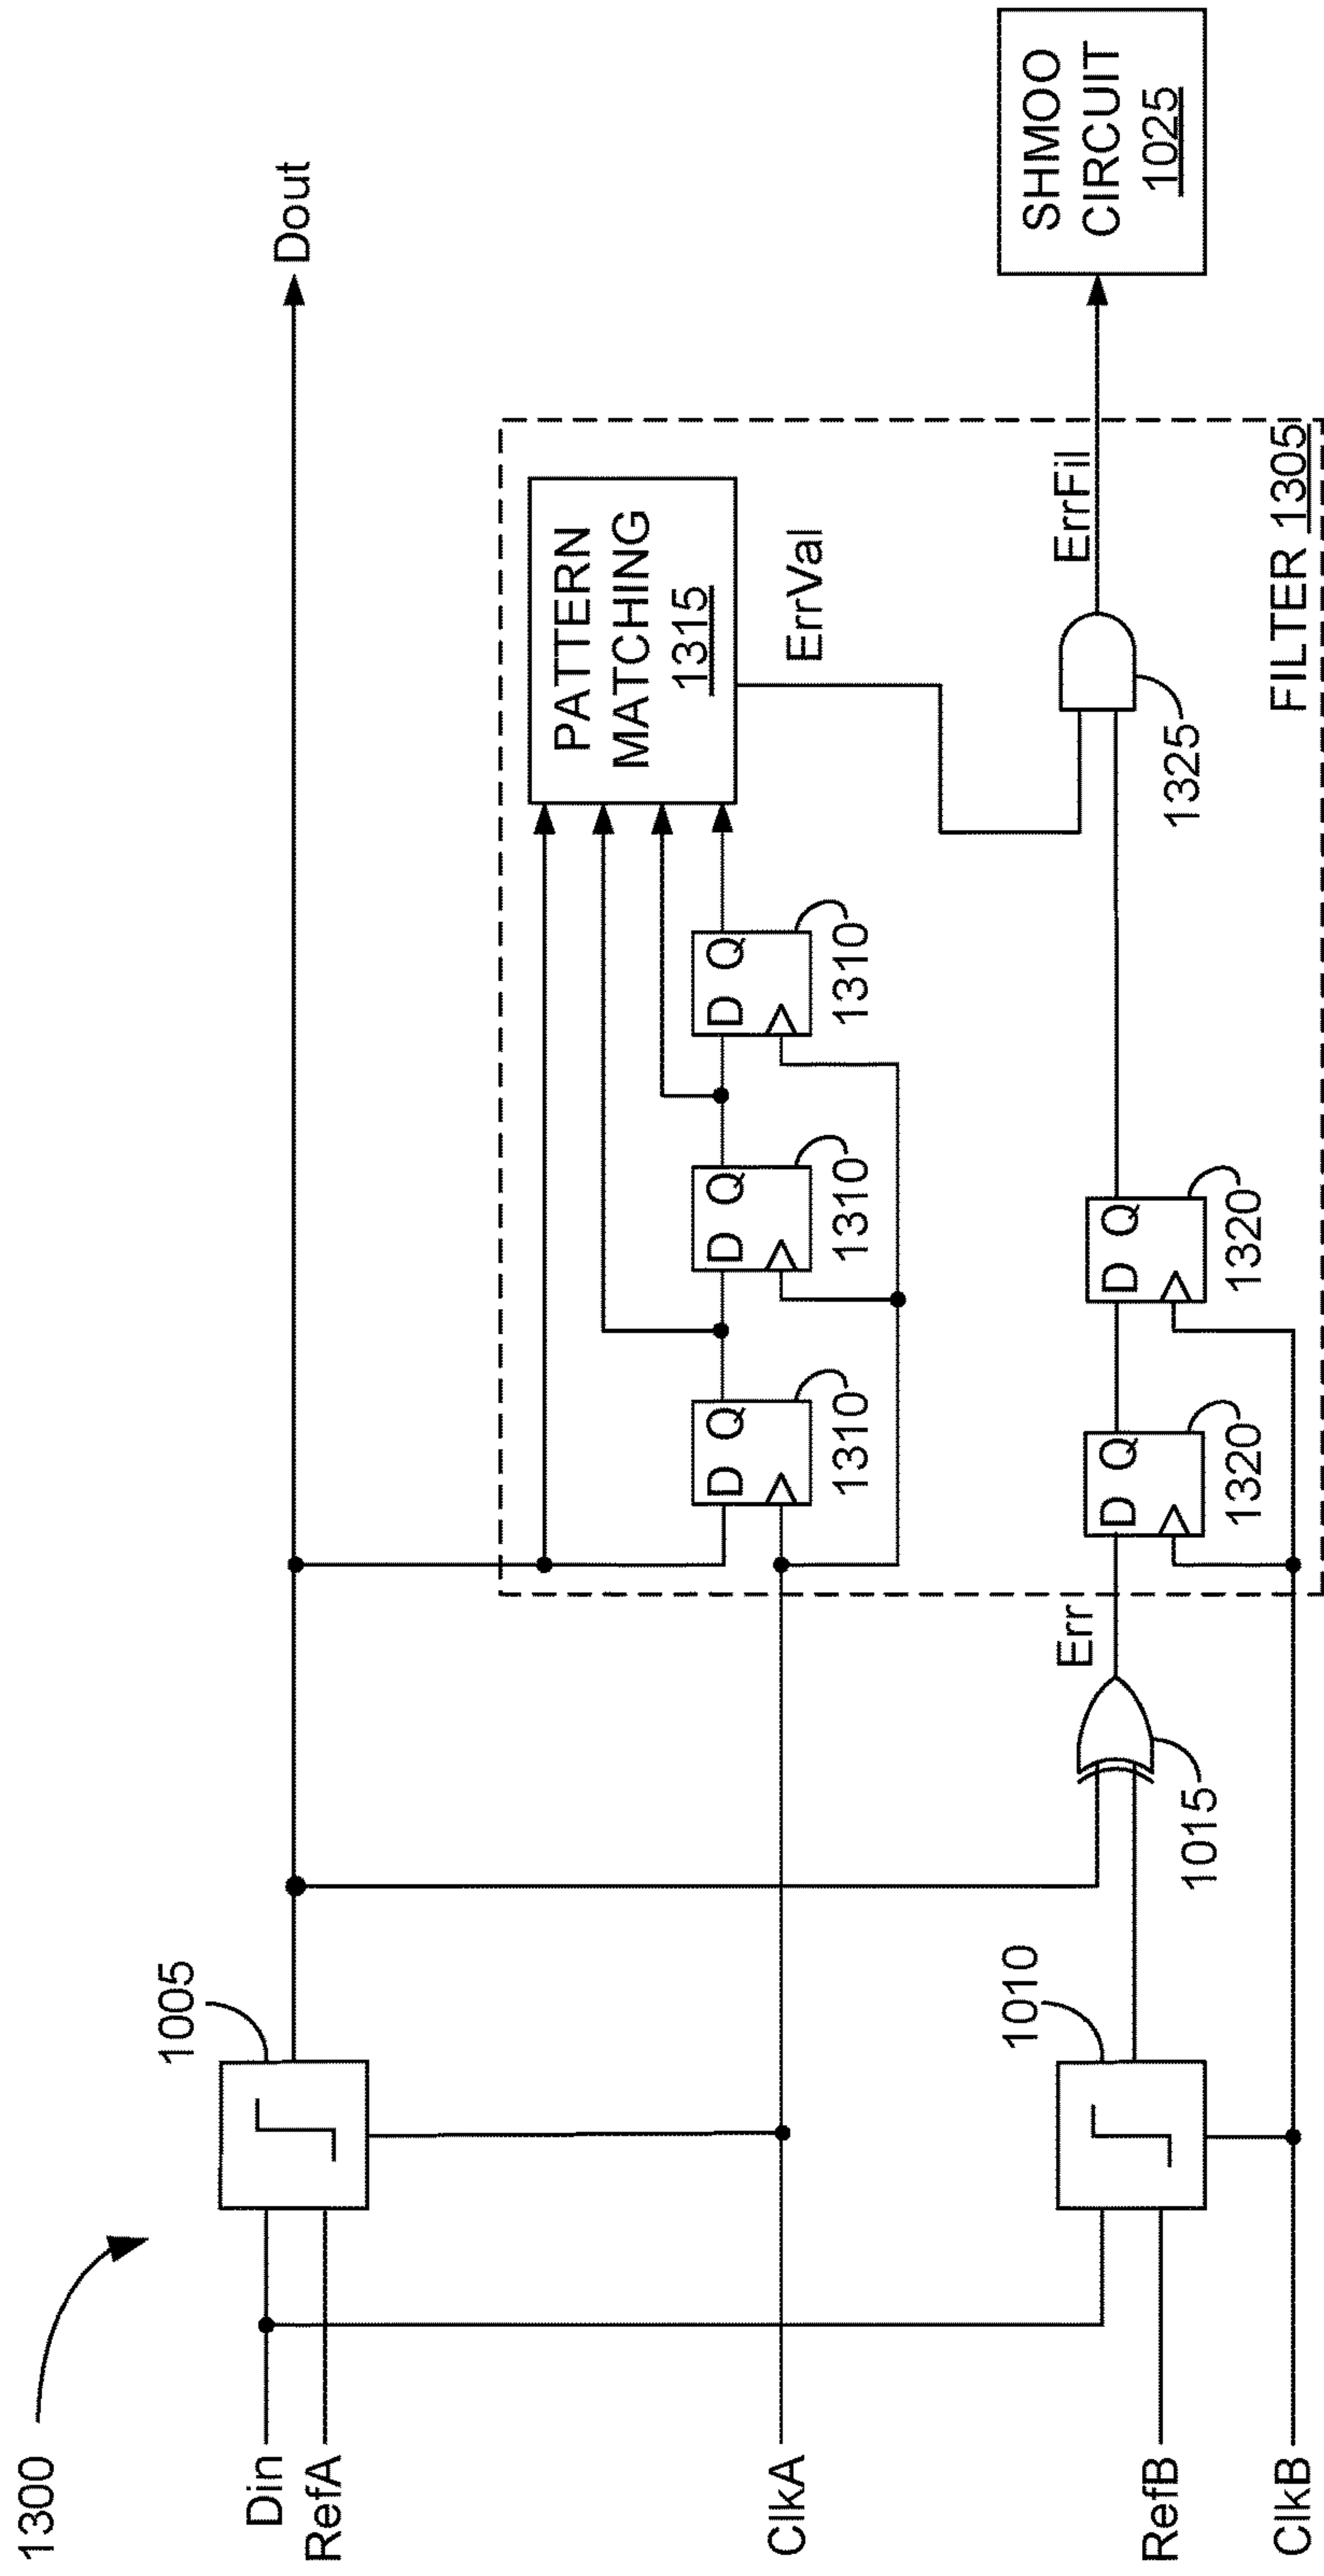 1300
Din
RefA
ClkA
RefB
ClkB
1005
1010
1015
Err
D Q
1310
D Q
1310
D Q
1310
D Q
1320
D Q
1320
PATTERN
MATCHING
1315
ErrVal
1325
ErrFil
FILTER 1305
Dout
SHMOO
CIRCUIT
1025